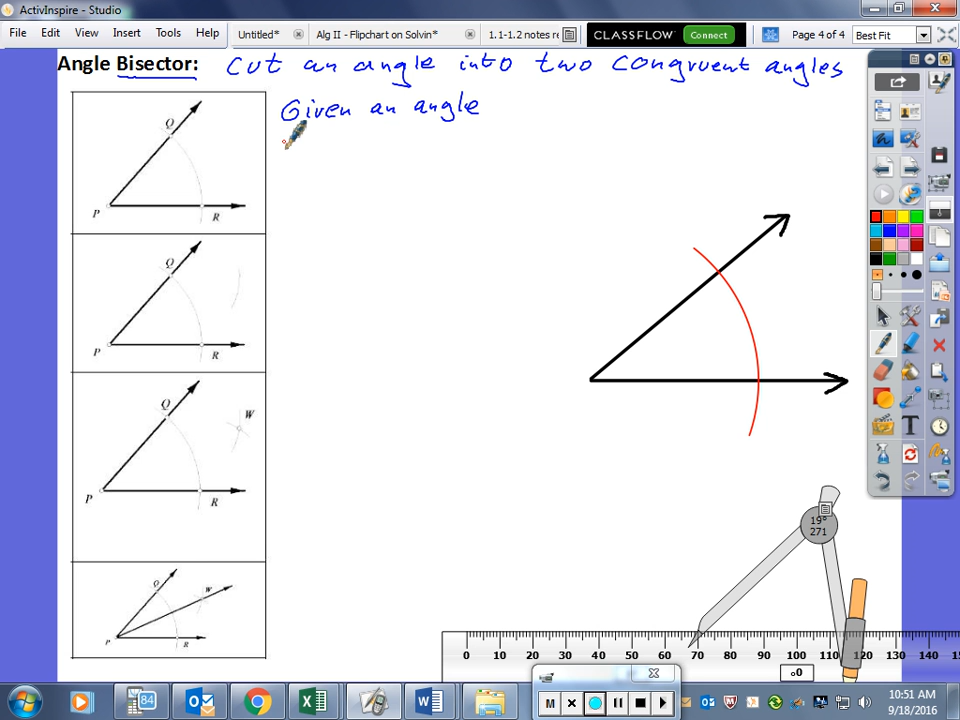 ActivInspire - Studio
File Edit View Insert Tools Help Untitled* Alg II - Flipchart on Solvin* 1.1-1.2 notes re CLASSFLOW Connect Page 4 of 4 Best Fit
Angle Bisector: Cut an angle into two congruent angles
Given an angle
Q
P R
Q
P R
Q W
P R
Q W
P R
19°
271
0 10 20 30 40 50 60 70 80 90 100 110 120 130 140 15
0
M
84
10:51 AM
9/18/2016